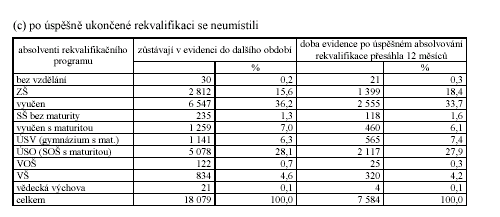 (c) po úspěšně ukončené rekvalifikaci se neumístili
absolventi rekvalifikačního programu | zůstávají v evidenci do dalšího období | doba evidence po úspěšném absolvování rekvalifikace přesáhla 12 měsíců
% %
bez vzdělání 30 0,2 21 0,3
ZŠ 2 812 15,6 1 399 18,4
vyučen 6 547 36,2 2 555 33,7
SŠ bez maturity 235 1,3 118 1,6
vyučen s maturitou 1 259 7,0 460 6,1
ÚSV (gymnázium s mat.) 1 141 6,3 565 7,4
ÚSO (SOŠ s maturitou) 5 078 28,1 2 117 27,9
VOŠ 122 0,7 25 0,3
VŠ 834 4,6 320 4,2
vědecká výchova 21 0,1 4 0,1
celkem 18 079 100,0 7 584 100,0